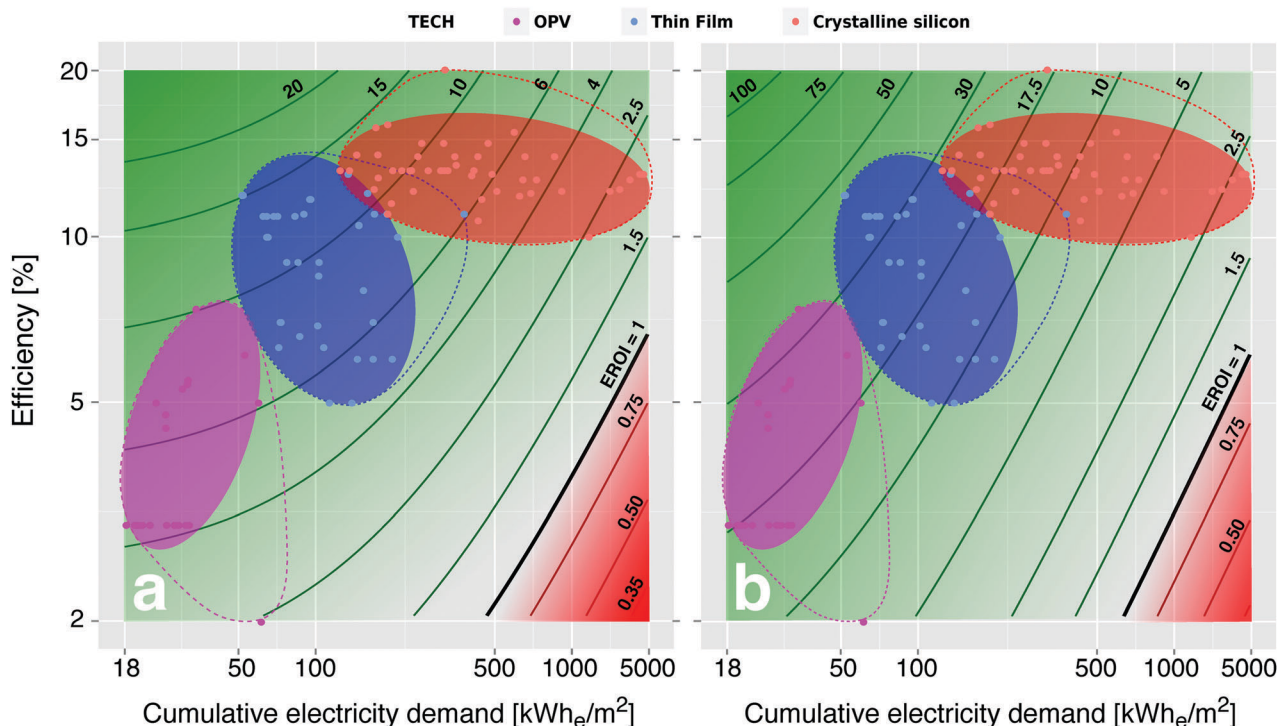 TECH OPV Thin Film Crystalline silicon
Efficiency [%]
20
15
10
5
2
20 15 10 6 4
2.5
1.5
EROI = 1
0.75
0.50
0.35
a
18 50 100 500 1000 5000
Cumulative electricity demand [kWhₑ/m²]
100 75 50 30 17.5 10 5
2.5
1.5
EROI = 1
0.75
0.50
b
18 50 100 500 1000 5000
Cumulative electricity demand [kWhₑ/m²]